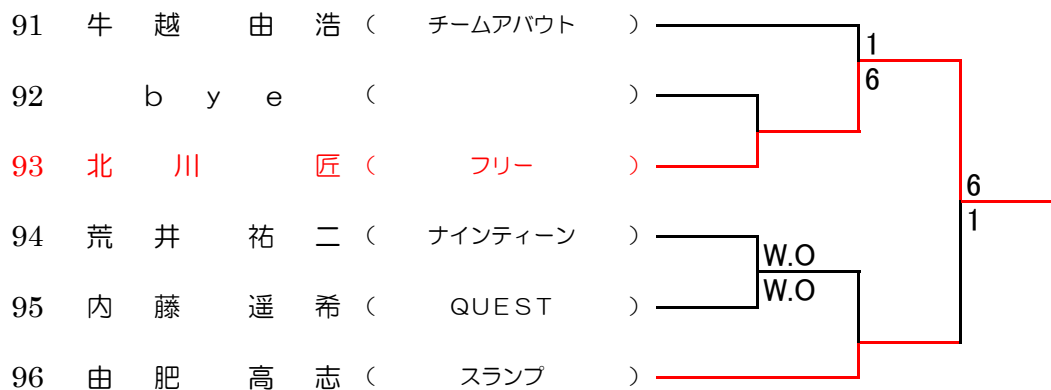 91 牛越 由浩 ( チームアバウト )
1
6
92 bye ( )
93 北川 匠 ( フリー )
6
1
94 荒井 祐二 ( ナインティーン )
W.O
W.O
95 内藤 遥希 ( QUEST )
96 由肥 高志 ( スランプ )